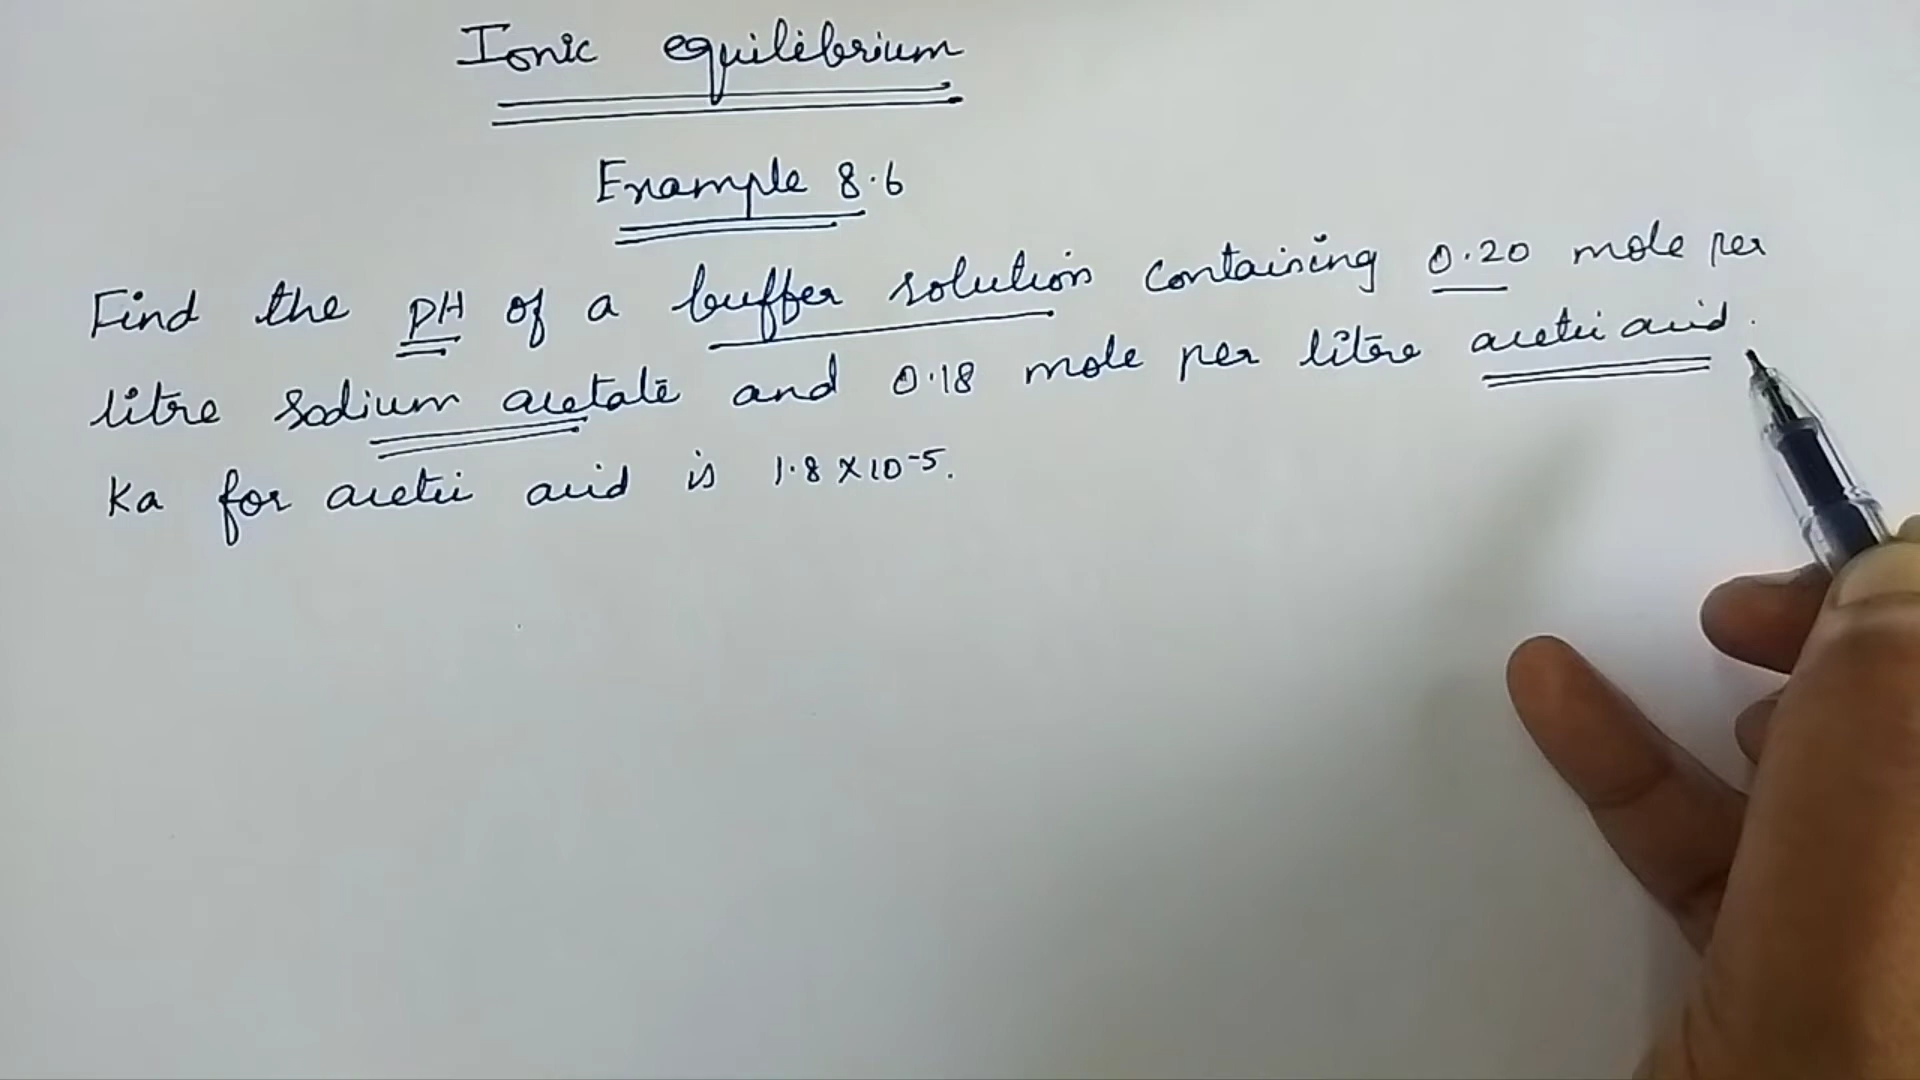 Ionic equilibrium
Example 8.6
Find the pH of a buffer solution containing 0.20 mole per
litre sodium acetate and 0.18 mole per litre acetic acid.
Ka for acetic acid is 1.8 × 10⁻⁵.